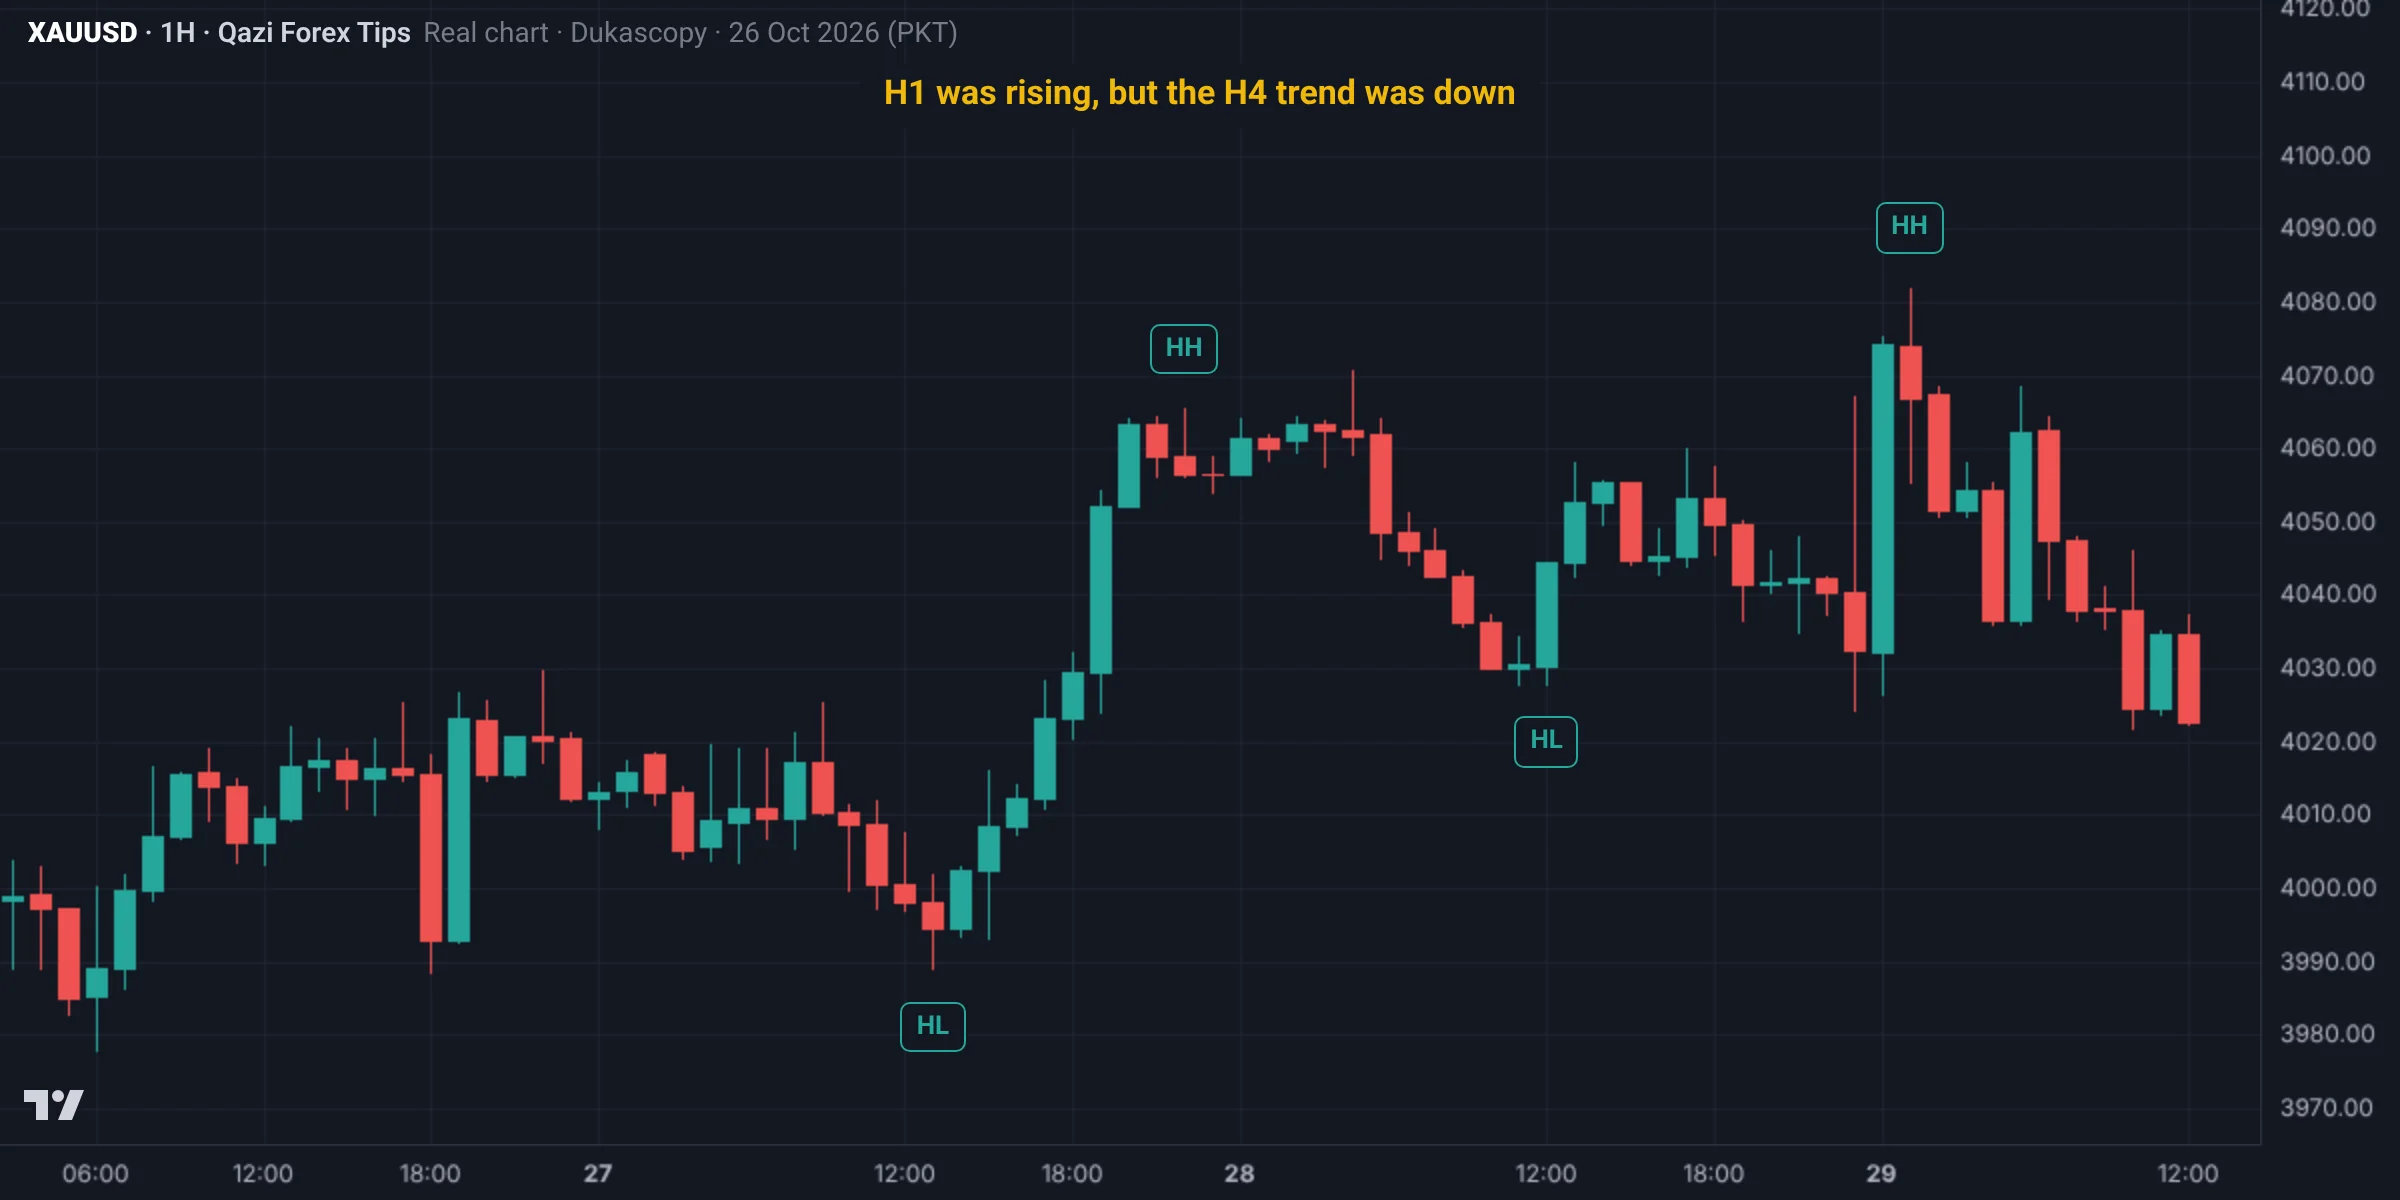 XAUUSD · 1H · Qazi Forex Tips Real chart · Dukascopy · 26 Oct 2026 (PKT)
H1 was rising, but the H4 trend was down
HH
HH
HL
HL
4120.00
4110.00
4100.00
4090.00
4080.00
4070.00
4060.00
4050.00
4040.00
4030.00
4020.00
4010.00
4000.00
3990.00
3980.00
3970.00
06:00 12:00 18:00 27 12:00 18:00 28 12:00 18:00 29 12:00